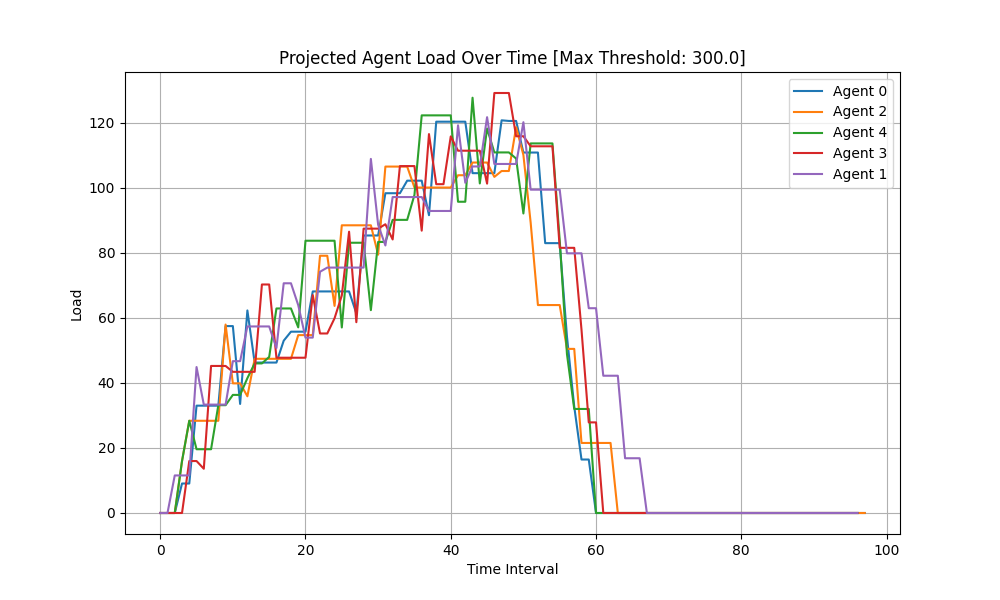 Projected Agent Load Over Time [Max Threshold: 300.0]
Agent 0
Agent 2
Agent 4
Agent 3
Agent 1
Load
120
100
80
60
40
20
0
0 20 40 60 80 100
Time Interval